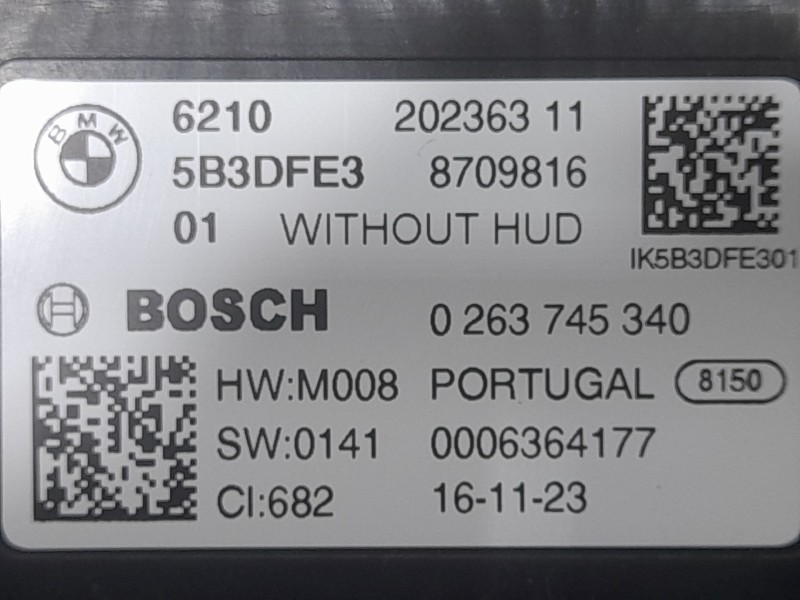 BMW
6210 202363 11
5B3DFE3 8709816
01 WITHOUT HUD
IK5B3DFE301
BOSCH 0 263 745 340
HW:M008 PORTUGAL 8150
SW:0141 0006364177
CI:682 16-11-23